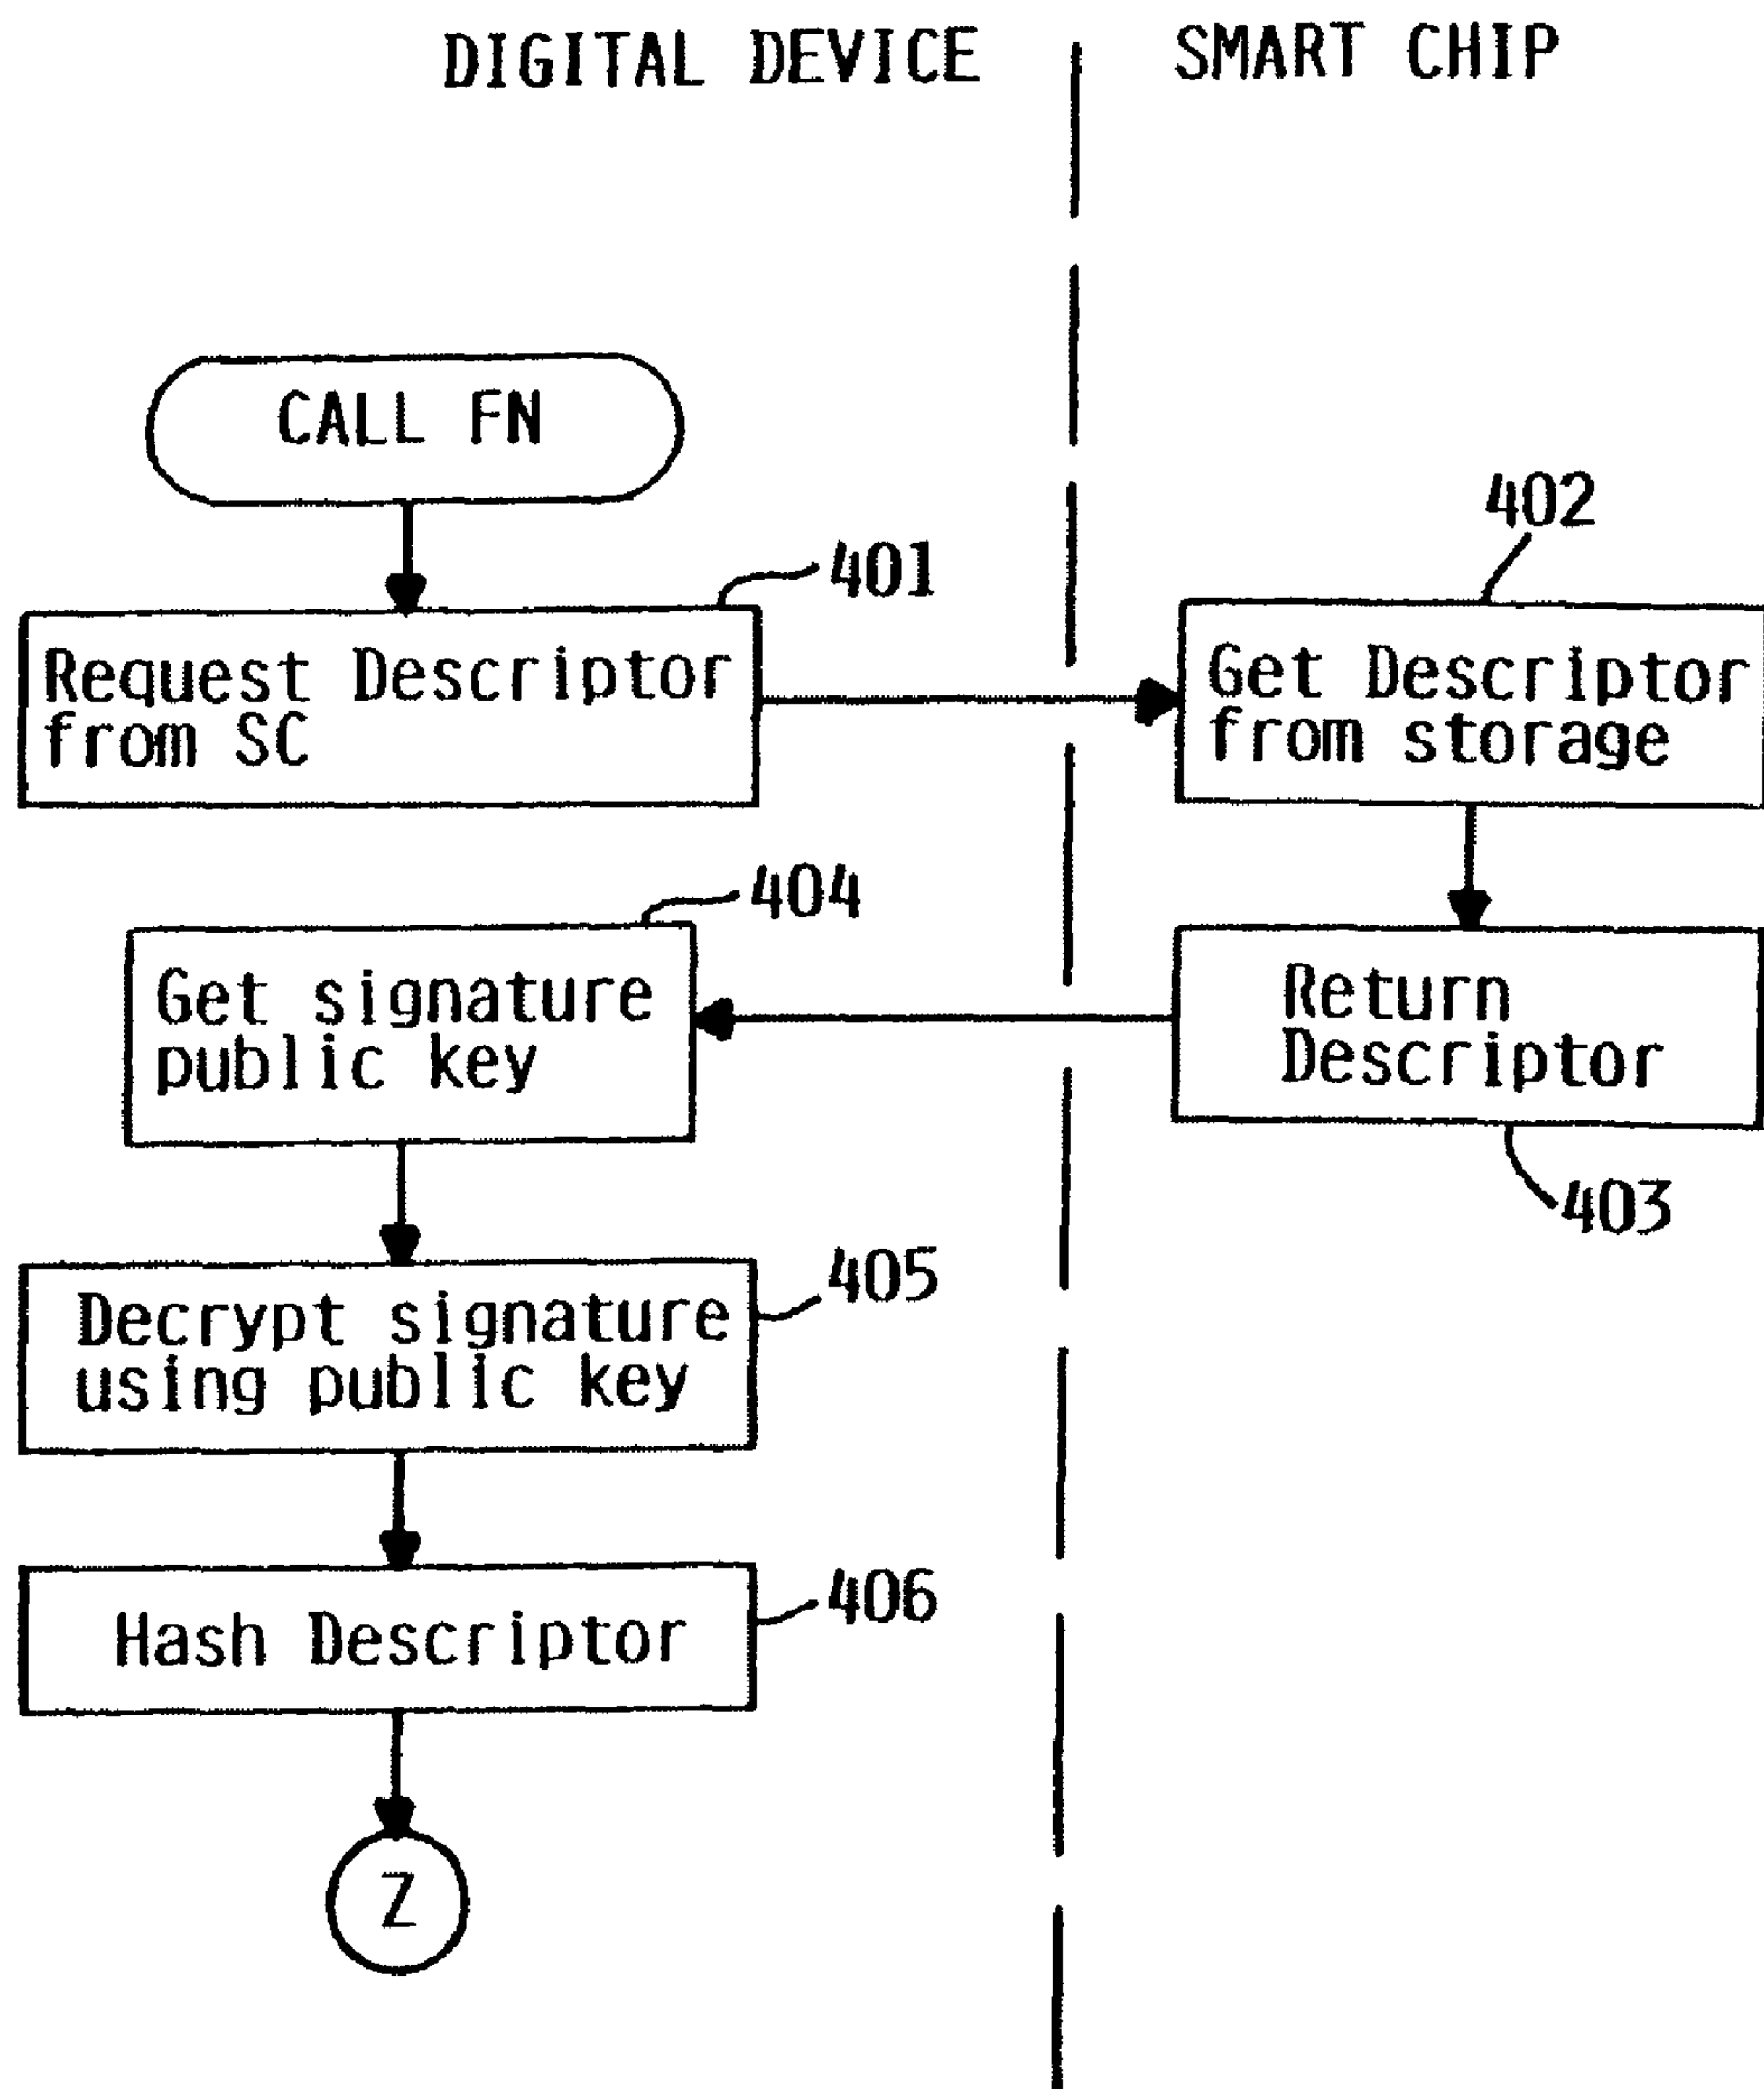 DIGITAL DEVICE
SMART CHIP
CALL FN
401
402
Request Descriptor
from SC
Get Descriptor
from storage
404
Get signature
public key
Return
Descriptor
403
405
Decrypt signature
using public key
406
Hash Descriptor
Z